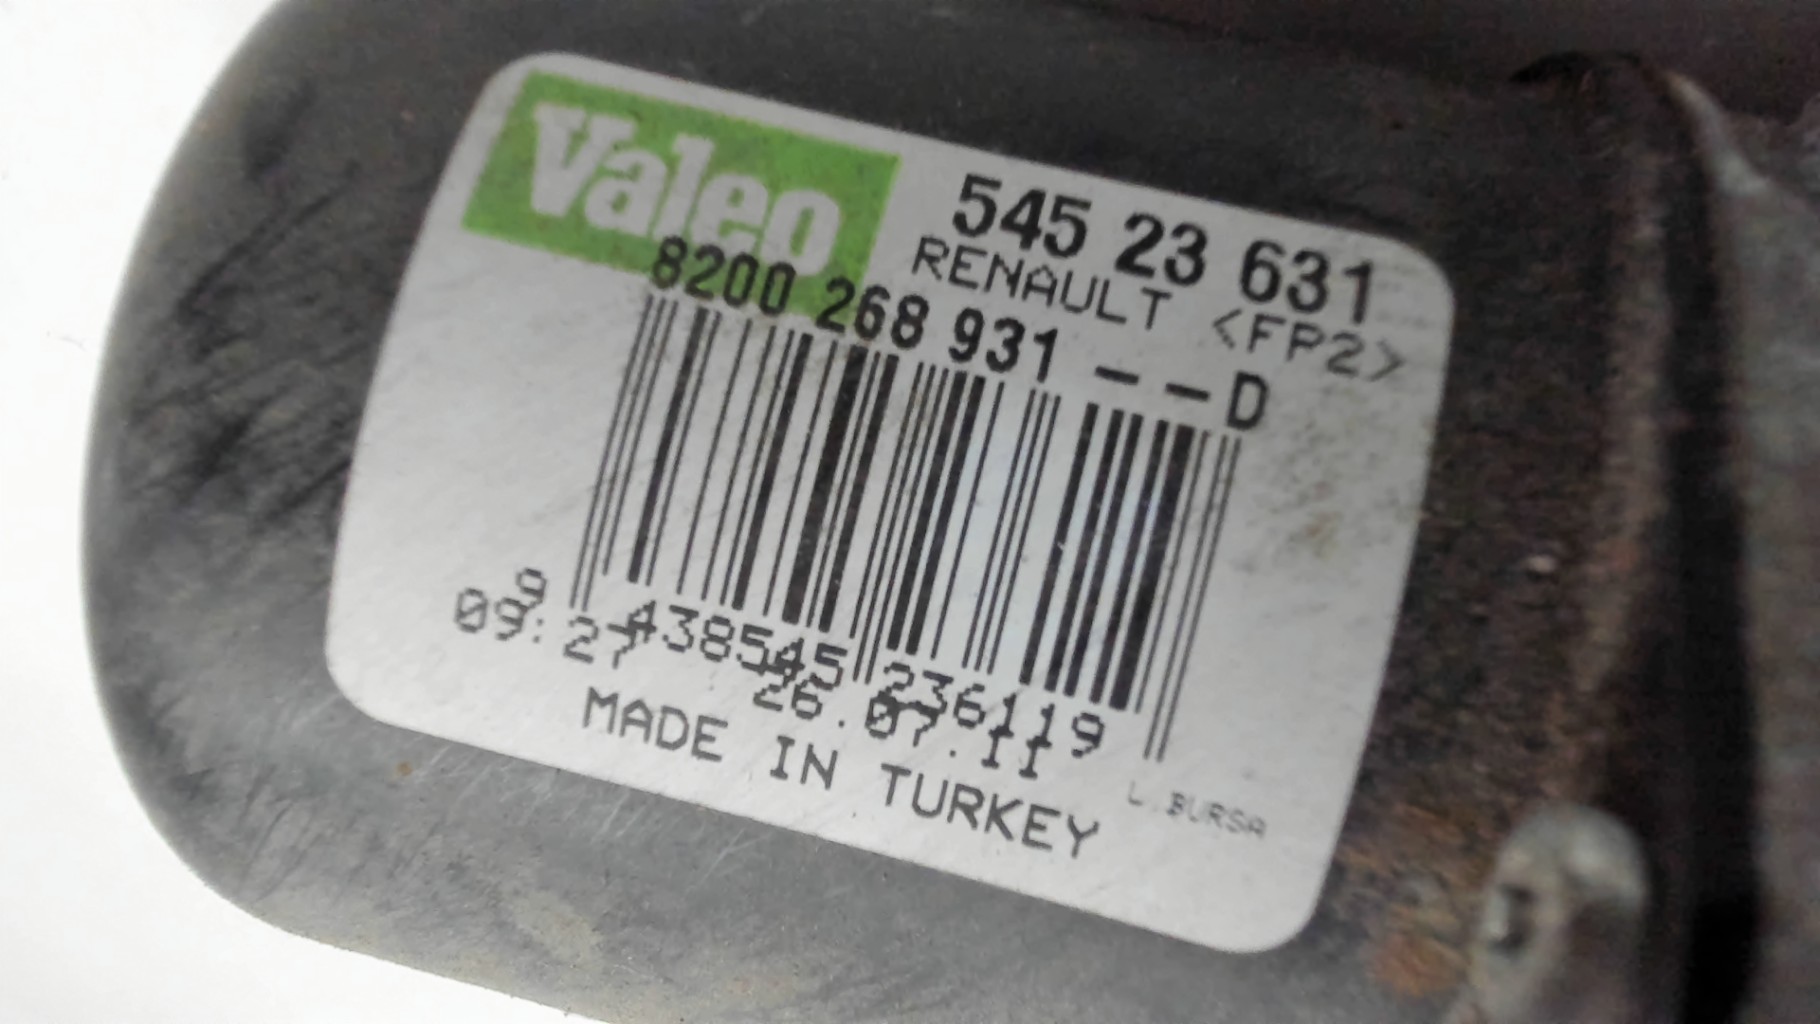 Valeo
545 23 631
RENAULT <FP2>
8200 268 931 --D
9 438545 236119
09:27 26.07.11
MADE IN TURKEY
L.BURSA